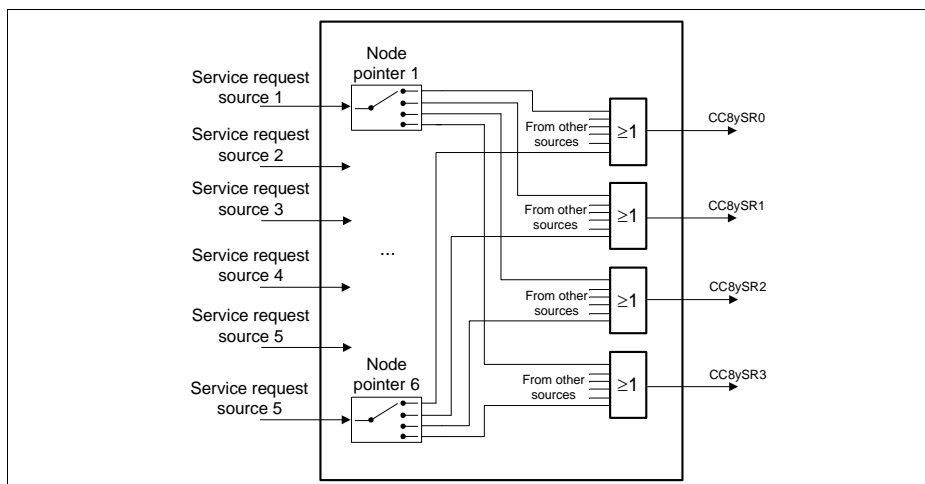 Node
pointer 1
Service request
source 1
Service request
source 2
Service request
source 3
...
Service request
source 4
Service request
source 5
Node
pointer 6
Service request
source 5
From other
sources
≥1
CC8ySR0
From other
sources
≥1
CC8ySR1
From other
sources
≥1
CC8ySR2
From other
sources
≥1
CC8ySR3